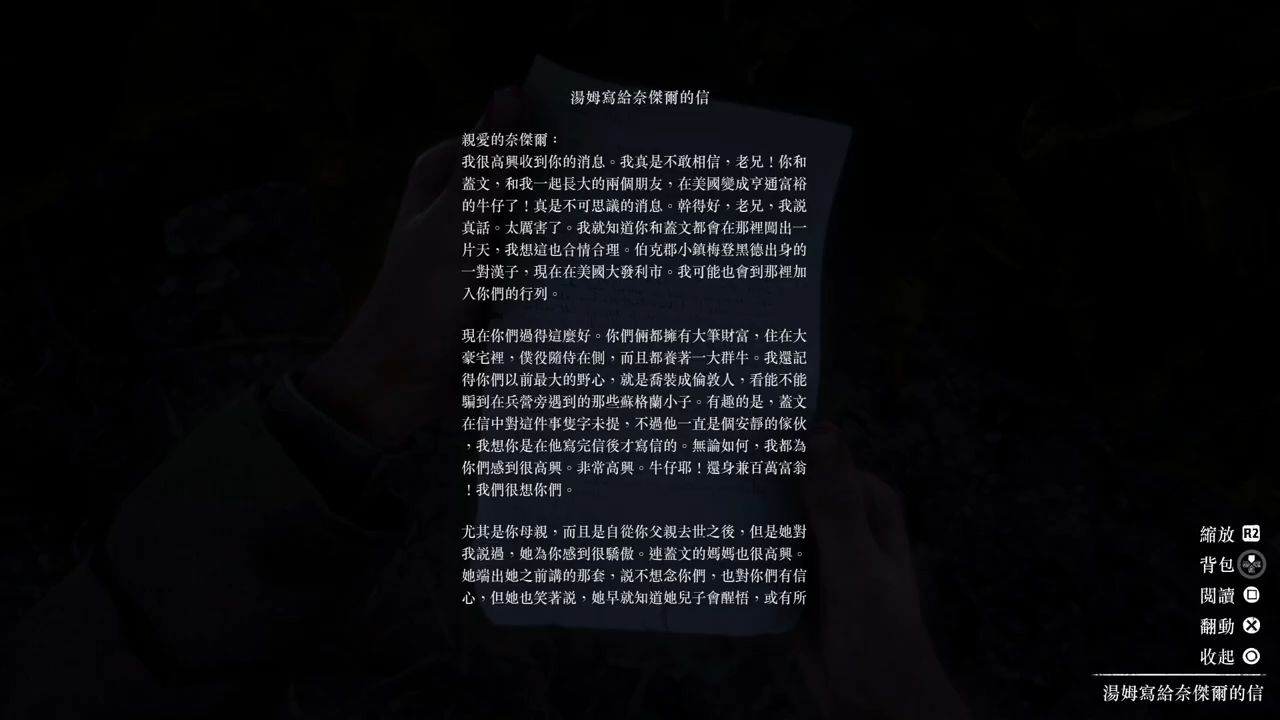 湯姆寫給奈傑爾的信
親愛的奈傑爾：
我很高興收到你的消息。我真是不敢相信，老兄！你和
蓋文，和我一起長大的兩個朋友，在美國變成亨通富裕
的牛仔了！真是不可思議的消息。幹得好，老兄，我說
真話。太厲害了。我就知道你和蓋文都會在那裡闖出一
片天，我想這也合情合理。伯克郡小鎮梅登黑德出身的
一對漢子，現在在美國大發利市。我可能也會到那裡加
入你們的行列。
現在你們過得這麼好。你們倆都擁有大筆財富，住在大
豪宅裡，僕役隨侍在側，而且都養著一大群牛。我還記
得你們以前最大的野心，就是喬裝成倫敦人，看能不能
騙到在兵營旁遇到的那些蘇格蘭小子。有趣的是，蓋文
在信中對這件事隻字未提，不過他一直是個安靜的傢伙
，我想你是在他寫完信後才寫信的。無論如何，我都為
你們感到很高興。非常高興。牛仔耶！還身兼百萬富翁
！我們很想你們。
尤其是你母親，而且是自從你父親去世之後，但是她對
我說過，她為你感到很驕傲。連蓋文的媽媽也很高興。
她端出她之前講的那套，說不想念你們，也對你們有信
心，但她也笑著說，她早就知道她兒子會醒悟，或有所
縮放 R2
背包
閱讀
翻動
收起
湯姆寫給奈傑爾的信